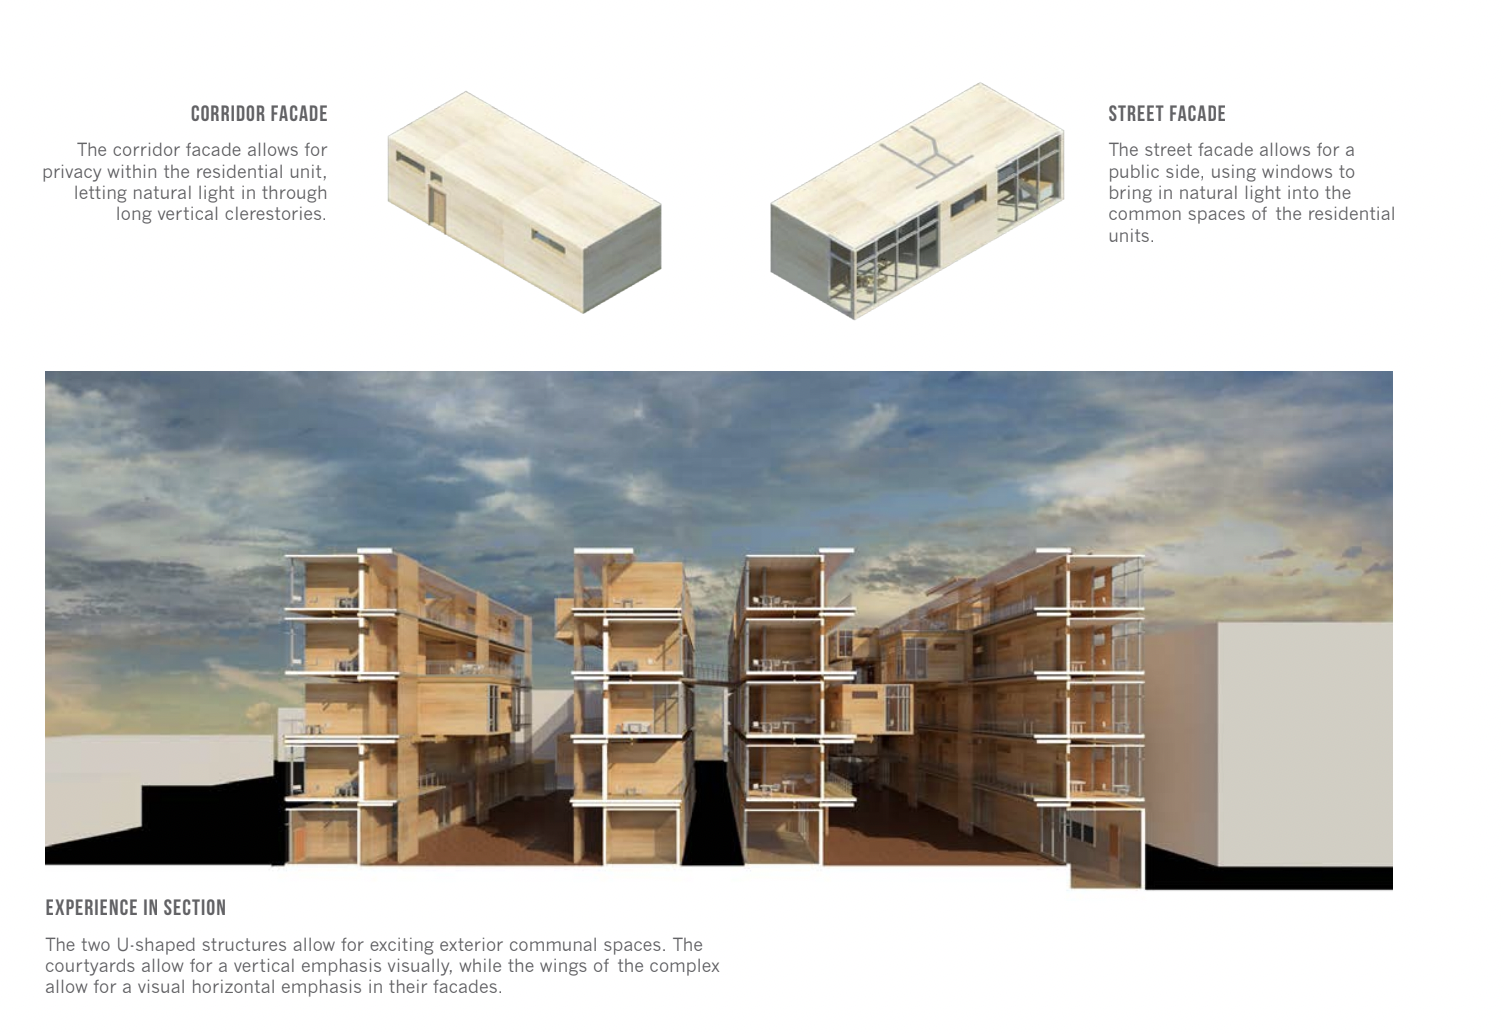 CORRIDOR FACADE
The corridor facade allows for
privacy within the residential unit,
letting natural light in through
long vertical clerestories.
STREET FACADE
The street facade allows for a
public side, using windows to
bring in natural light into the
common spaces of the residential
units.
EXPERIENCE IN SECTION
The two U-shaped structures allow for exciting exterior communal spaces. The
courtyards allow for a vertical emphasis visually, while the wings of the complex
allow for a visual horizontal emphasis in their facades.